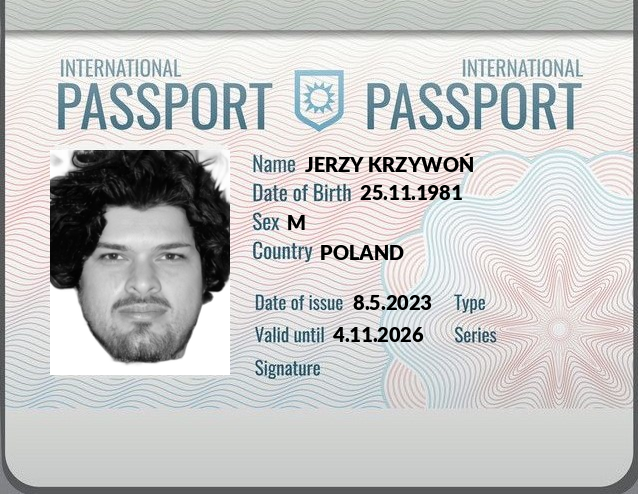 INTERNATIONAL INTERNATIONAL
PASSPORT PASSPORT
Name JERZY KRZYWOŃ
Date of Birth 25.11.1981
Sex M
Country POLAND
Date of issue 8.5.2023 Type
Valid until 4.11.2026 Series
Signature